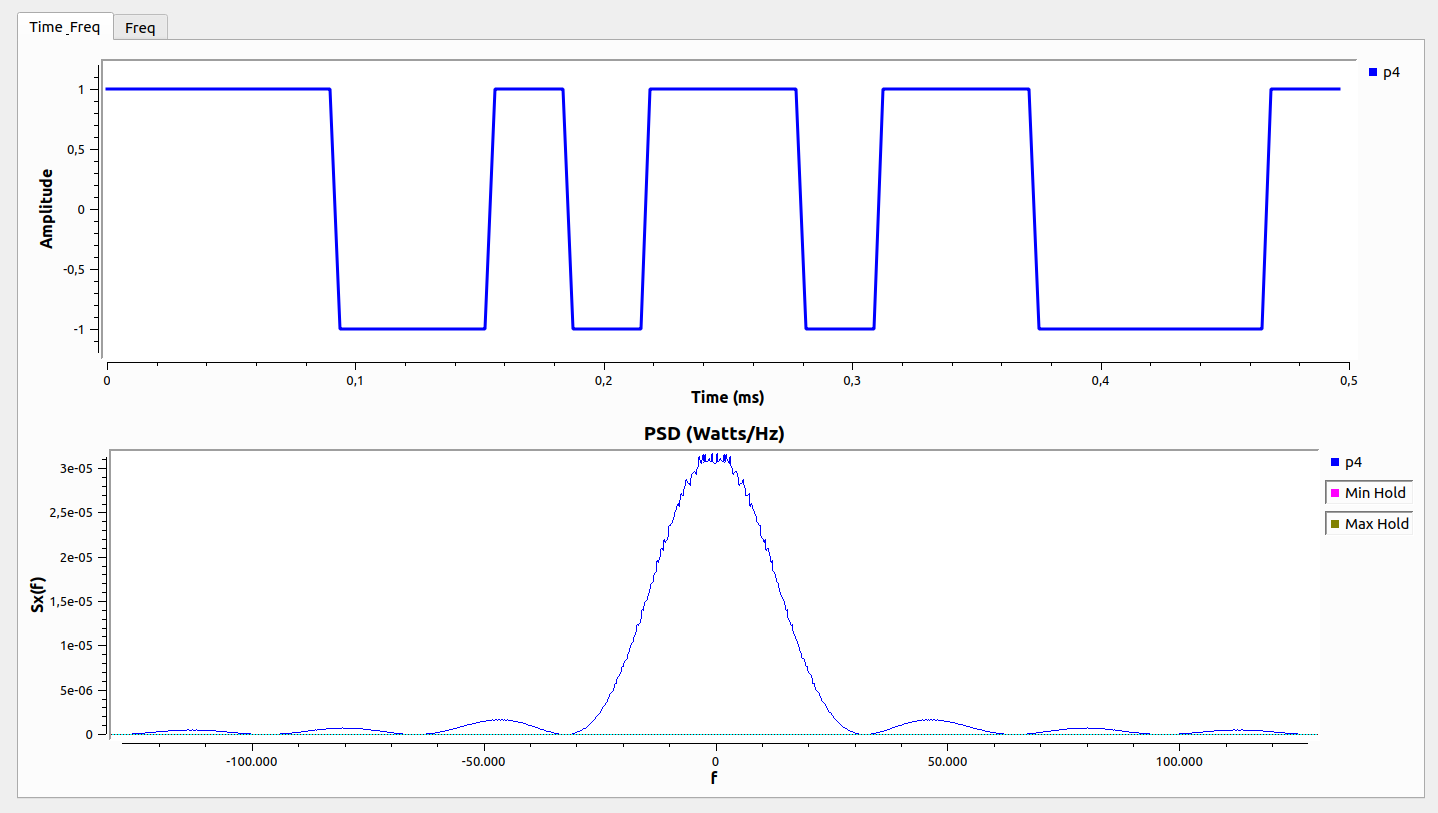 Time_Freq
Freq
p4
1
0,5
0
-0,5
-1
Amplitude
0 0,1 0,2 0,3 0,4 0,5
Time (ms)
PSD (Watts/Hz)
p4
Min Hold
Max Hold
3e-05
2,5e-05
2e-05
1,5e-05
1e-05
5e-06
0
Sx(f)
-100.000 -50.000 0 50.000 100.000
f